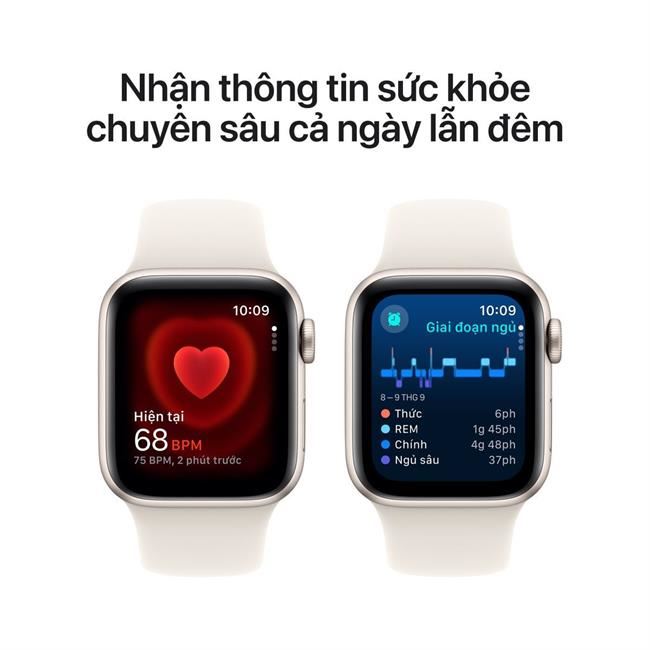 Nhận thông tin sức khỏe
chuyên sâu cả ngày lẫn đêm
10:09
Hiện tại
68 BPM
75 BPM, 2 phút trước
10:09
Giai đoạn ngủ
8 – 9 THG 9
Thức 6ph
REM 1g 45ph
Chính 4g 48ph
Ngủ sâu 37ph